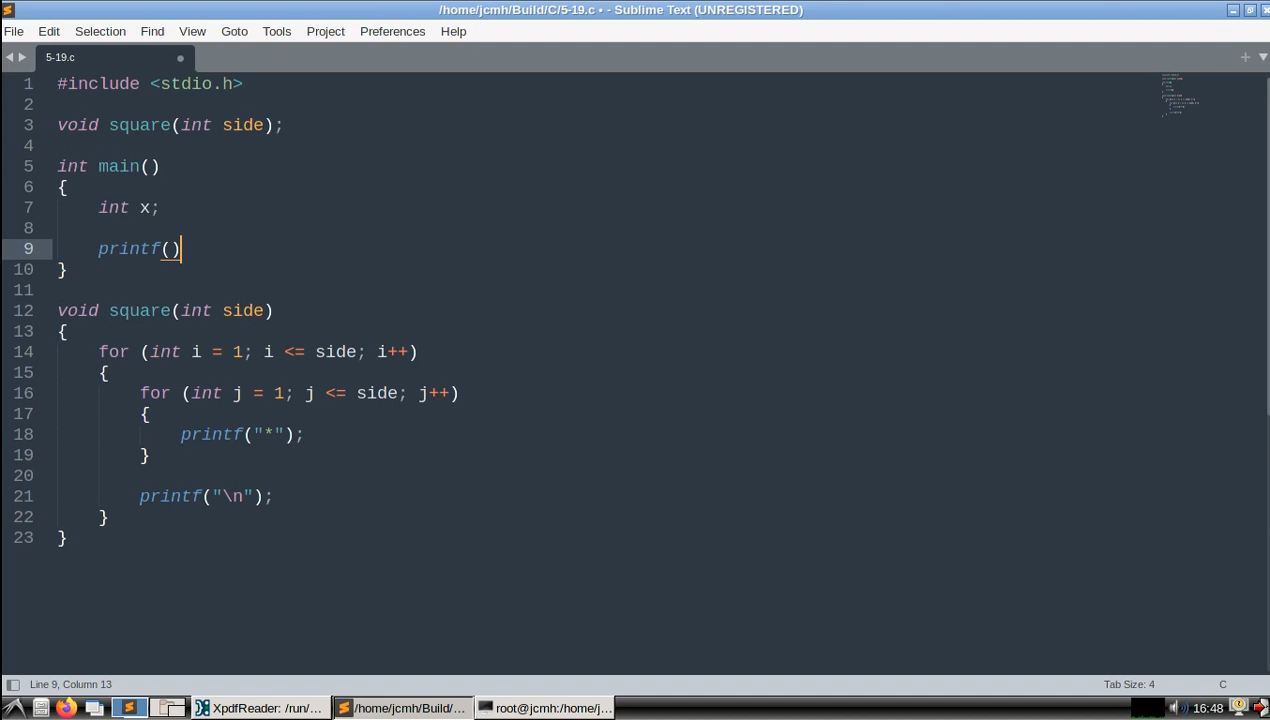 /home/jcmh/Build/C/5-19.c • - Sublime Text (UNREGISTERED)
File Edit Selection Find View Goto Tools Project Preferences Help
5-19.c
1 #include <stdio.h>
2
3 void square(int side);
4
5 int main()
6 {
7     int x;
8
9     printf()
10 }
11
12 void square(int side)
13 {
14     for (int i = 1; i <= side; i++)
15     {
16         for (int j = 1; j <= side; j++)
17         {
18             printf("*");
19         }
20
21         printf("\n");
22     }
23 }
Line 9, Column 13 Tab Size: 4 C
XpdfReader: /run/... /home/jcmh/Build/... root@jcmh:/home/j... 16:48